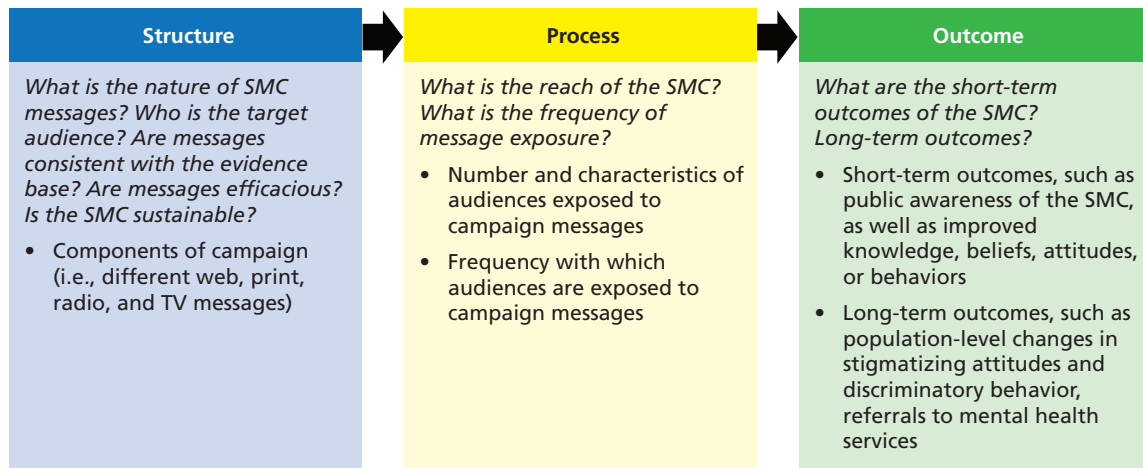 Structure
What is the nature of SMC
messages? Who is the target
audience? Are messages
consistent with the evidence
base? Are messages efficacious?
Is the SMC sustainable?
• Components of campaign
(i.e., different web, print,
radio, and TV messages)
Process
What is the reach of the SMC?
What is the frequency of
message exposure?
• Number and characteristics of
audiences exposed to
campaign messages
• Frequency with which
audiences are exposed to
campaign messages
Outcome
What are the short-term
outcomes of the SMC?
Long-term outcomes?
• Short-term outcomes, such as
public awareness of the SMC,
as well as improved
knowledge, beliefs, attitudes,
or behaviors
• Long-term outcomes, such as
population-level changes in
stigmatizing attitudes and
discriminatory behavior,
referrals to mental health
services